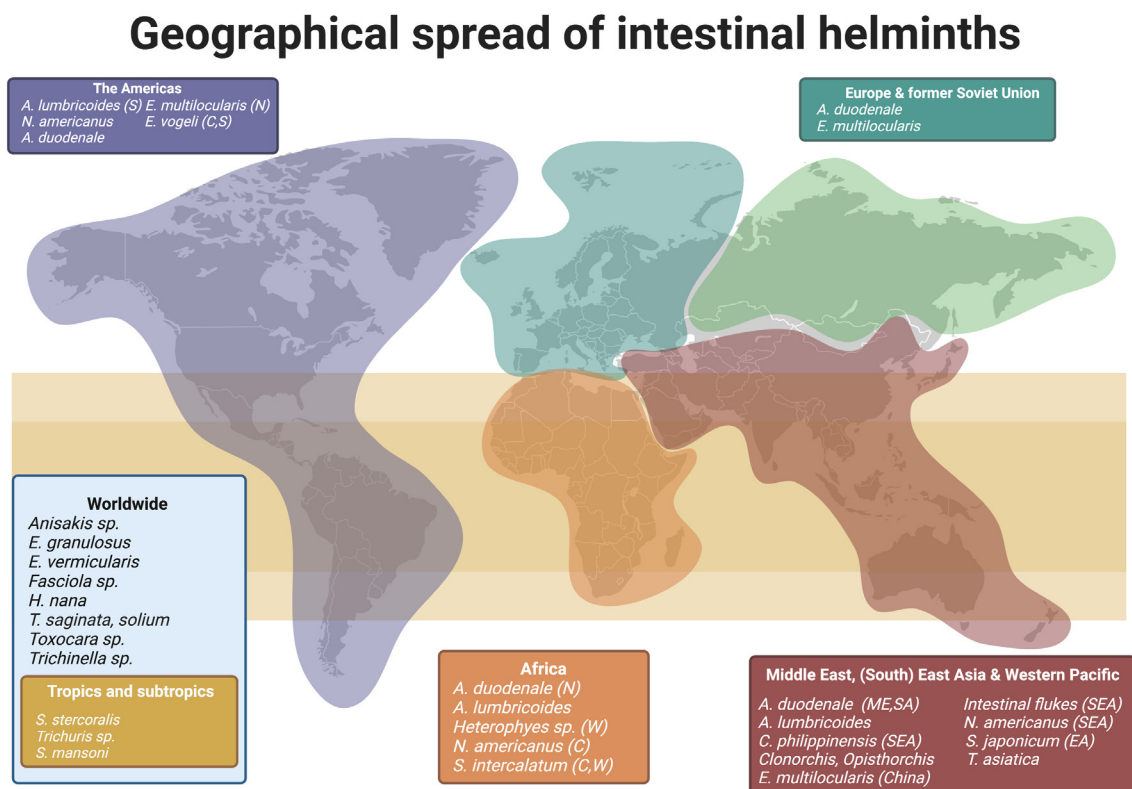 Geographical spread of intestinal helminths
The Americas
A. lumbricoides (S) E. multilocularis (N)
N. americanus E. vogeli (C,S)
A. duodenale
Europe & former Soviet Union
A. duodenale
E. multilocularis
Worldwide
Anisakis sp.
E. granulosus
E. vermicularis
Fasciola sp.
H. nana
T. saginata, solium
Toxocara sp.
Trichinella sp.
Tropics and subtropics
S. stercoralis
Trichuris sp.
S. mansoni
Africa
A. duodenale (N)
A. lumbricoides
Heterophyes sp. (W)
N. americanus (C)
S. intercalatum (C,W)
Middle East, (South) East Asia & Western Pacific
A. duodenale (ME,SA) Intestinal flukes (SEA)
A. lumbricoides N. americanus (SEA)
C. philippinensis (SEA) S. japonicum (EA)
Clonorchis, Opisthorchis T. asiatica
E. multilocularis (China)